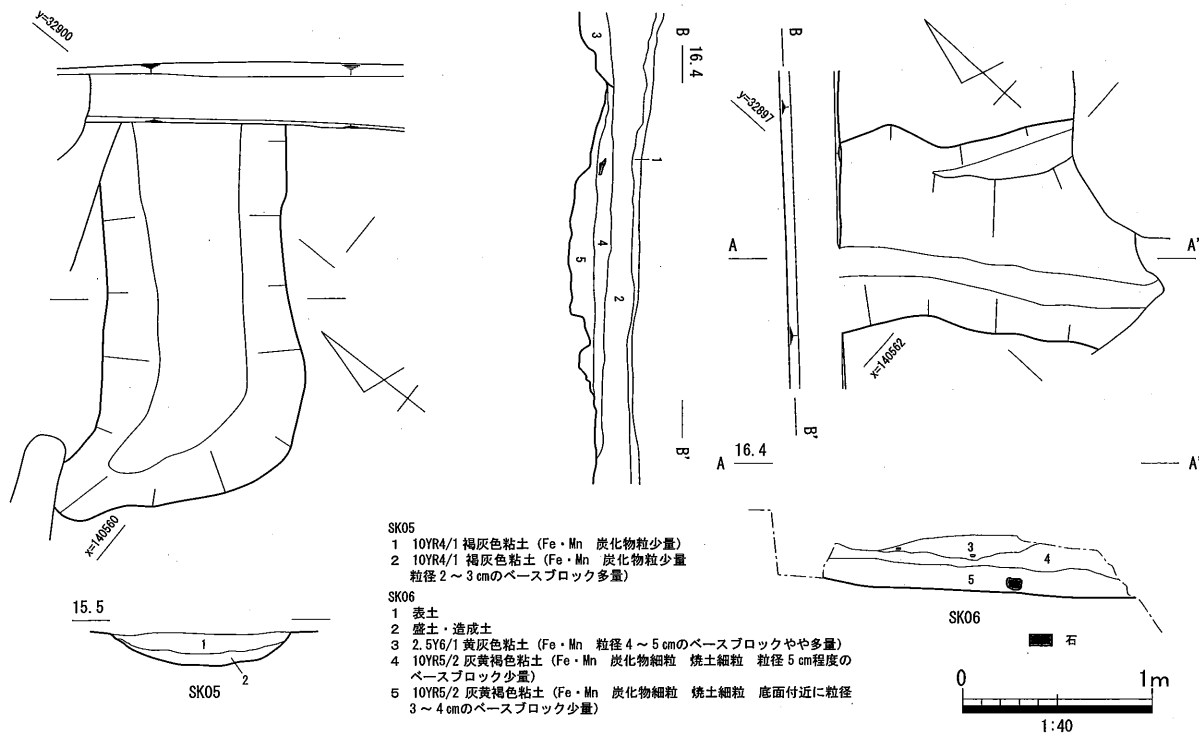 y=32900
x=140560
15.5
1
2
SK05
3
4
5
2
1
B
16.4
B'
B
y=32897
A
A'
x=140562
B'
A
16.4
A'
3
4
5
SK06
石
0
1m
1:40
SK05
1 10YR4/1 褐灰色粘土 (Fe・Mn 炭化物粒少量)
2 10YR4/1 褐灰色粘土 (Fe・Mn 炭化物粒少量
粒径2～3cmのベースブロック多量)
SK06
1 表土
2 盛土・造成土
3 2.5Y6/1 黄灰色粘土 (Fe・Mn 粒径4～5cmのベースブロックやや多量)
4 10YR5/2 灰黄褐色粘土 (Fe・Mn 炭化物細粒 焼土細粒 粒径5cm程度の
ベースブロック少量)
5 10YR5/2 灰黄褐色粘土 (Fe・Mn 炭化物細粒 焼土細粒 底面付近に粒径
3～4cmのベースブロック少量)